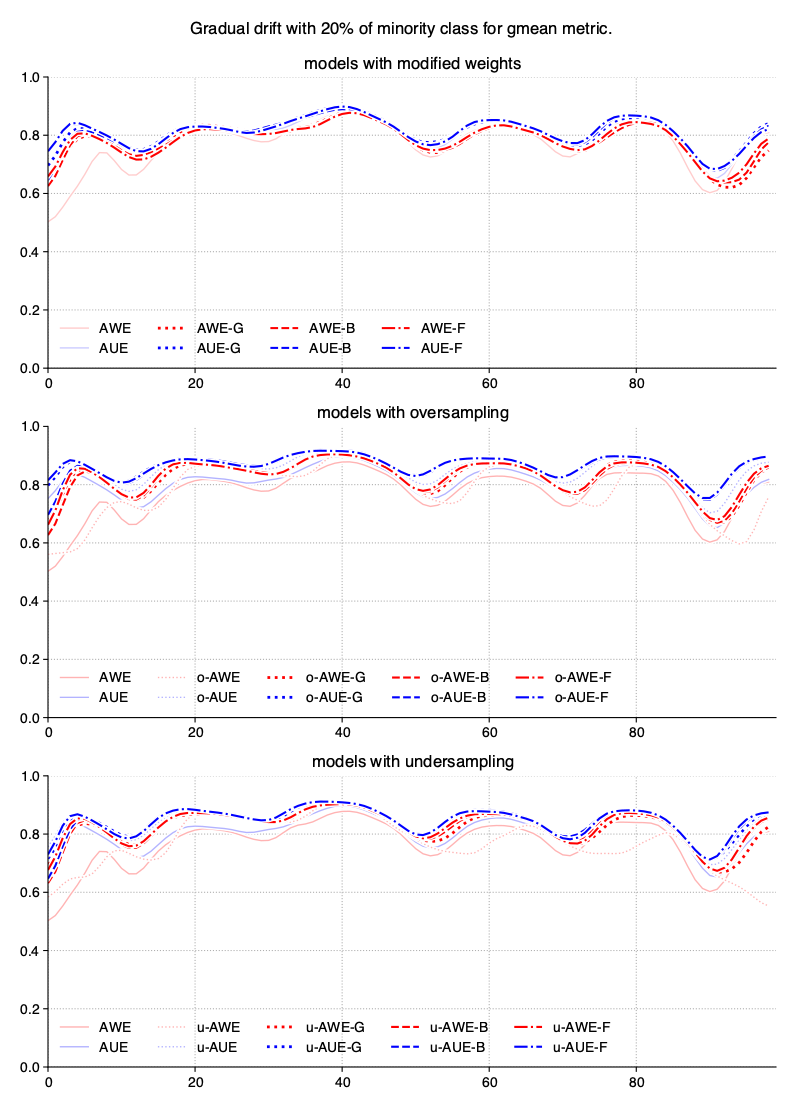 Gradual drift with 20% of minority class for gmean metric.
models with modified weights
1.0
0.8
0.6
0.4
0.2
0.0
AWE AWE-G AWE-B AWE-F
AUE AUE-G AUE-B AUE-F
0 20 40 60 80
models with oversampling
1.0
0.8
0.6
0.4
0.2
0.0
AWE o-AWE o-AWE-G o-AWE-B o-AWE-F
AUE o-AUE o-AUE-G o-AUE-B o-AUE-F
0 20 40 60 80
models with undersampling
1.0
0.8
0.6
0.4
0.2
0.0
AWE u-AWE u-AWE-G u-AWE-B u-AWE-F
AUE u-AUE u-AUE-G u-AUE-B u-AUE-F
0 20 40 60 80